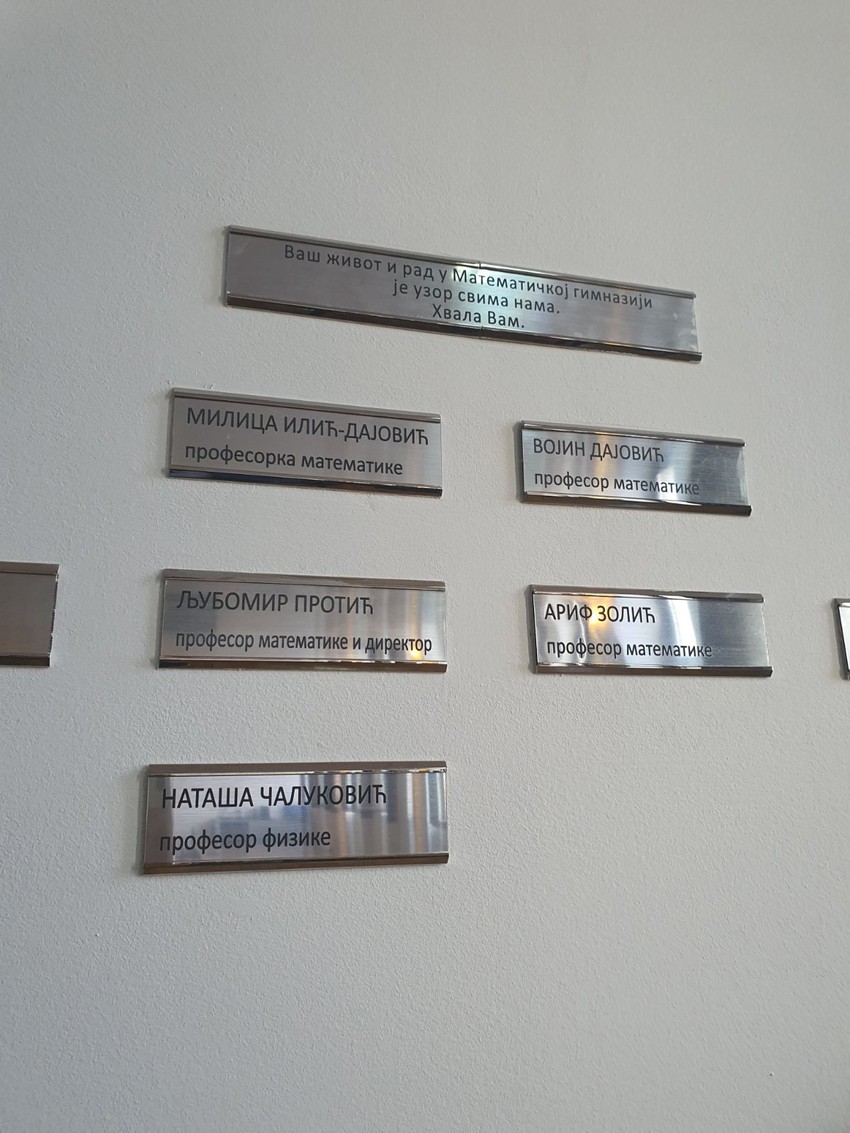 Ваш живот и рад у Математичкој гимназији
је узор свима нама.
Хвала Вам.
МИЛИЦА ИЛИЋ-ДАЈОВИЋ
професорка математике
ВОЈИН ДАЈОВИЋ
професор математике
ЉУБОМИР ПРОТИЋ
професор математике и директор
АРИФ ЗОЛИЋ
професор математике
НАТАША ЧАЛУКОВИЋ
професор физике